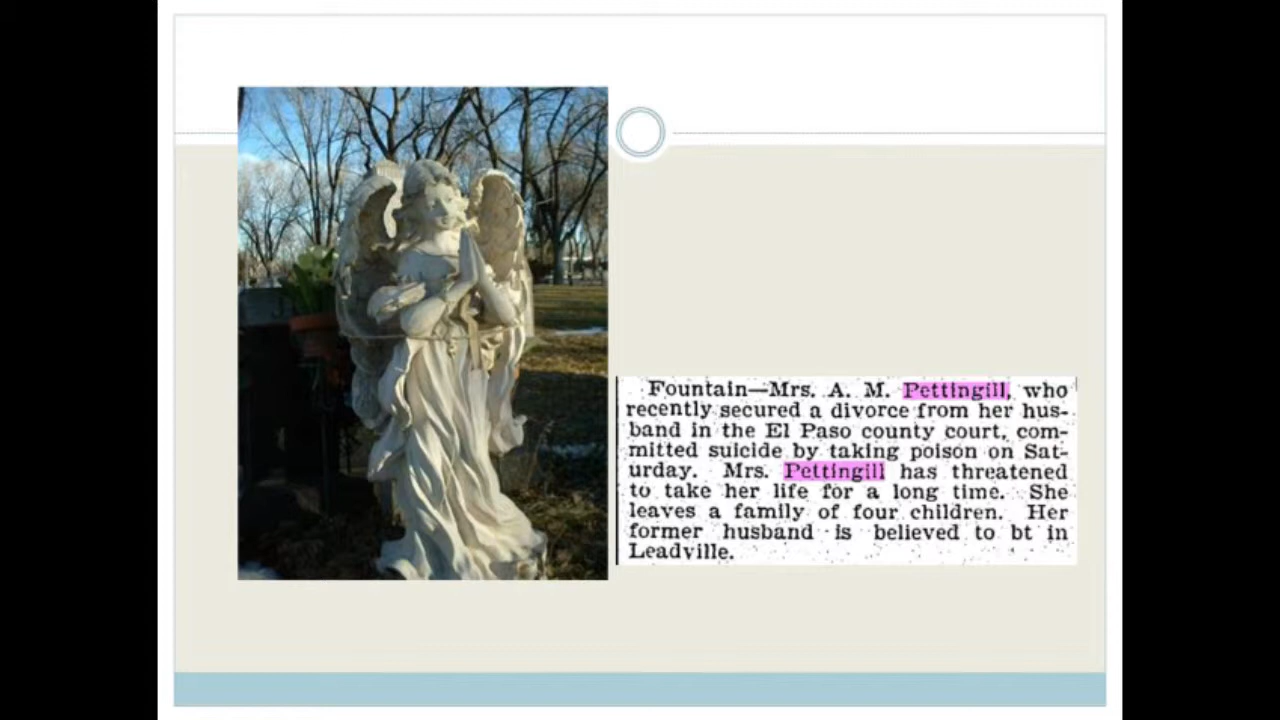 Fountain—Mrs. A. M. Pettingill, who
recently secured a divorce from her hus-
band in the El Paso county court, com-
mitted suicide by taking poison on Sat-
urday. Mrs. Pettingill has threatened
to take her life for a long time. She
leaves a family of four children. Her
former husband is believed to bt in
Leadville.